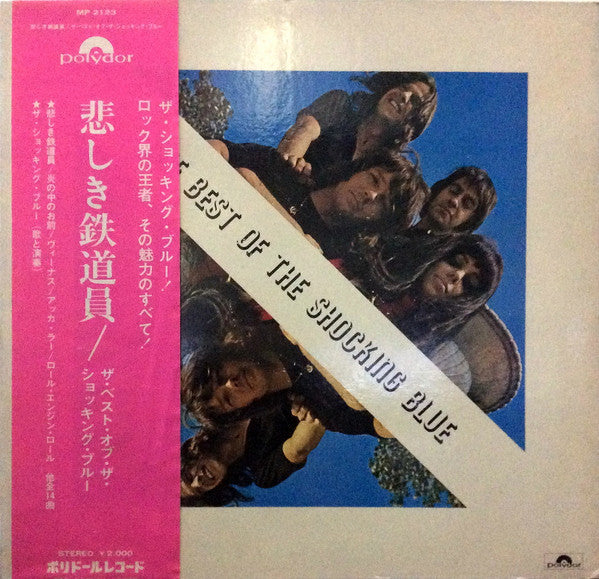 MP 2193
悲しき鉄道員/ザ・ベスト・オブ・ザ・ショッキング・ブルー
polydor
ザ・ショッキング・ブルー!
ロック界の王者、その魅力のすべて!
悲しき鉄道員/
ザ・ベスト・オブ・ザ・
ショッキング・ブルー
★悲しき鉄道員 炎の中のお前/ヴィーナス/アッカ・ラー/ロール・エンジン・ロール 他全14曲
★ザ・ショッキング・ブルー(歌と演奏)
STEREO ¥2,000
ポリドールレコード
BEST OF THE SHOCKING BLUE
polydor